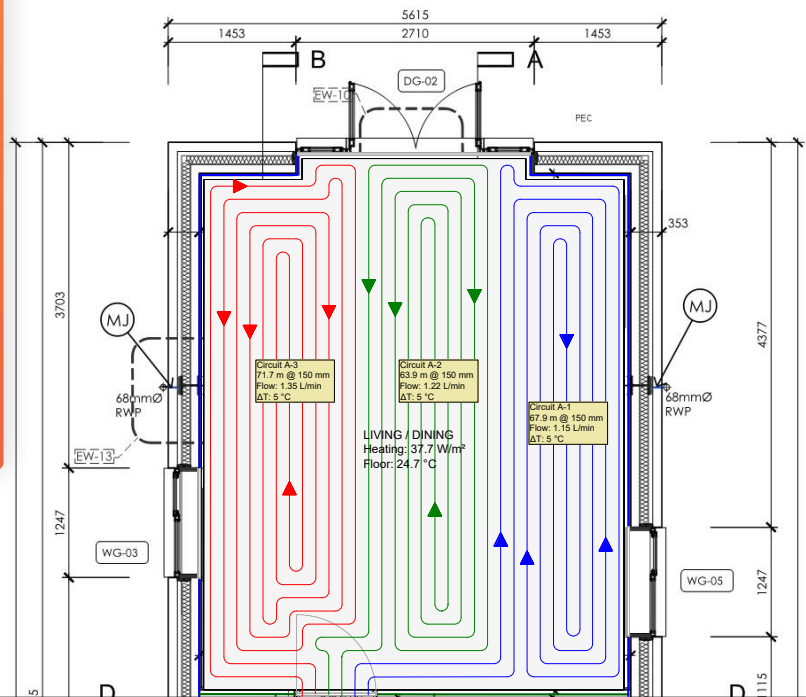 5615
1453
2710
1453
B
A
DG-02
EW-10
PEC
353
3703
4377
MJ
MJ
Circuit A-3
71.7 m @ 150 mm
Flow: 1.35 L/min
ΔT: 5 °C
Circuit A-2
63.9 m @ 150 mm
Flow: 1.22 L/min
ΔT: 5 °C
68mmØ
RWP
68mmØ
RWP
Circuit A-1
67.9 m @ 150 mm
Flow: 1.15 L/min
ΔT: 5 °C
LIVING / DINING
Heating: 37.7 W/m²
Floor: 24.7 °C
EW-13
1247
WG-03
WG-05
1247
5
D
D
115